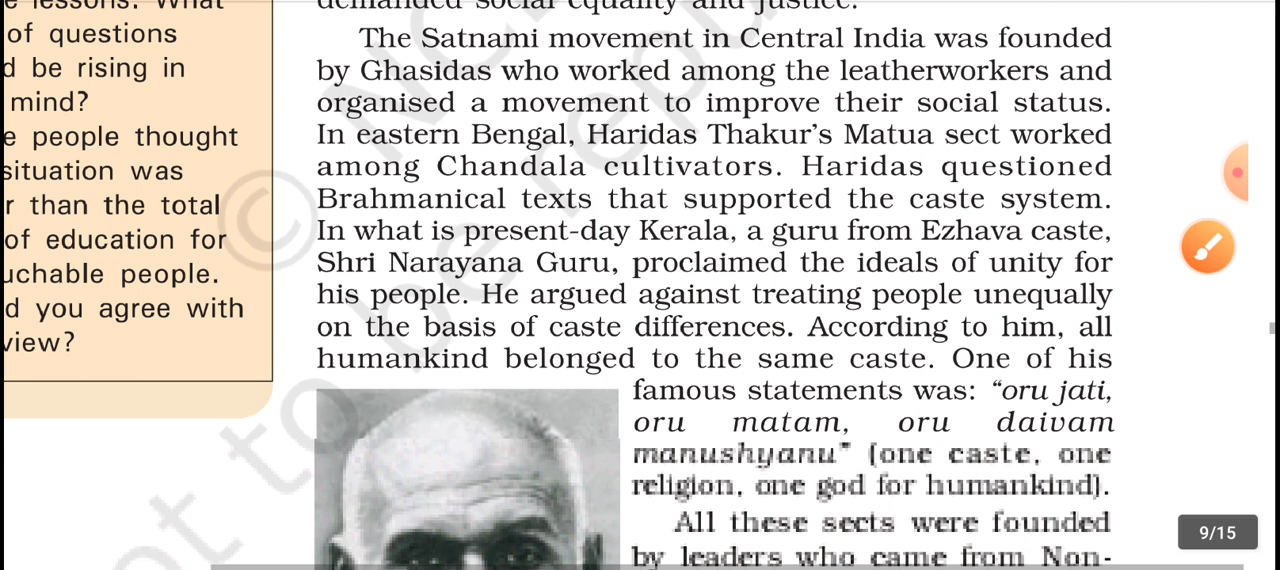 e lessons. What
of questions
d be rising in
mind?
e people thought
situation was
r than the total
of education for
uchable people.
d you agree with
view?
demanded social equality and justice.
The Satnami movement in Central India was founded
by Ghasidas who worked among the leatherworkers and
organised a movement to improve their social status.
In eastern Bengal, Haridas Thakur's Matua sect worked
among Chandala cultivators. Haridas questioned
Brahmanical texts that supported the caste system.
In what is present-day Kerala, a guru from Ezhava caste,
Shri Narayana Guru, proclaimed the ideals of unity for
his people. He argued against treating people unequally
on the basis of caste differences. According to him, all
humankind belonged to the same caste. One of his
famous statements was: “oru jati,
oru matam, oru daivam
manushyanu” (one caste, one
religion, one god for humankind).
All these sects were founded
by leaders who came from Non-
9/15